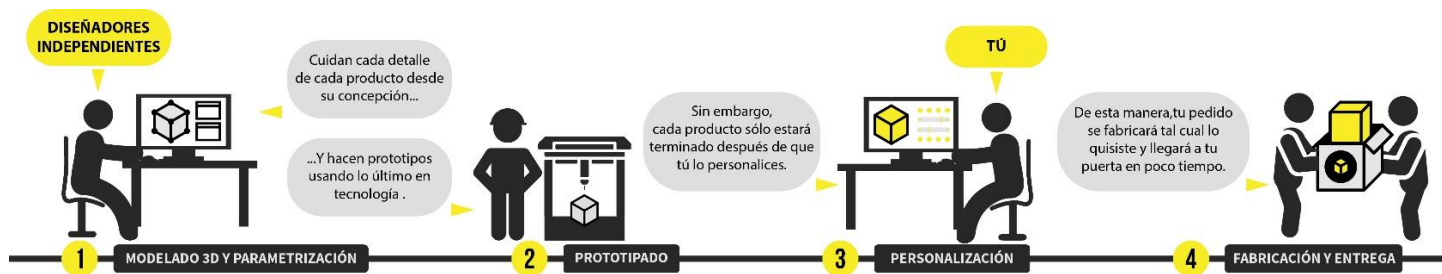 DISEÑADORES
INDEPENDIENTES
Cuidan cada detalle
de cada producto desde
su concepción...
...Y hacen prototipos
usando lo último en
tecnología .
Sin embargo,
cada producto sólo estará
terminado después de que
tú lo personalices.
TÚ
De esta manera,tu pedido
se fabricará tal cual lo
quisiste y llegará a tu
puerta en poco tiempo.
1 MODELADO 3D Y PARAMETRIZACIÓN
2 PROTOTIPADO
3 PERSONALIZACIÓN
4 FABRICACIÓN Y ENTREGA